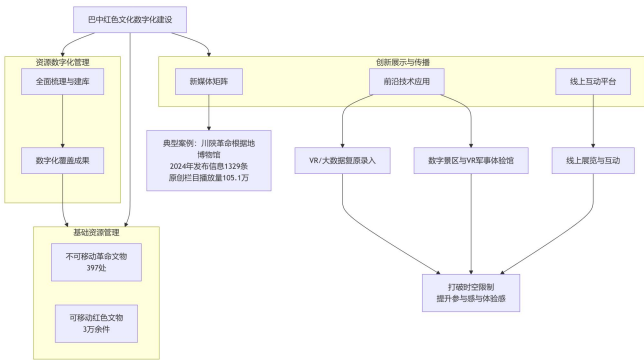 巴中红色文化数字化建设
资源数字化管理
全面梳理与建库
数字化覆盖成果
基础资源管理
不可移动革命文物
397处
可移动红色文物
3万余件
创新展示与传播
新媒体矩阵
前沿技术应用
线上互动平台
典型案例：川陕革命根据地
博物馆
2024年发布信息1329条
原创栏目播放量105.1万
VR/大数据复原录入
数字景区与VR军事体验馆
线上展览与互动
打破时空限制
提升参与感与体验感